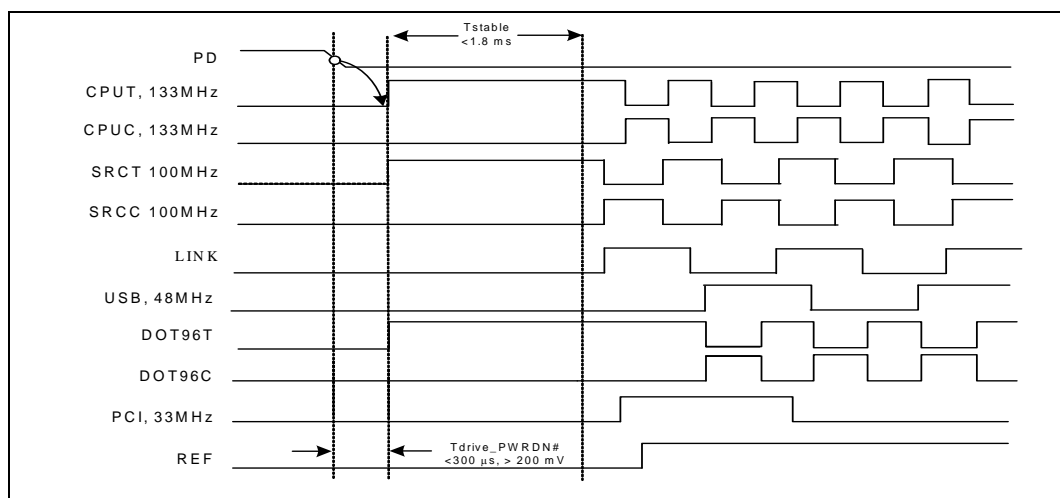 Tstable
<1.8 ms
PD
CPUT, 133MHz
CPUC, 133MHz
SRCT 100MHz
SRCC 100MHz
LINK
USB, 48MHz
DOT96T
DOT96C
PCI, 33MHz
Tdrive_PWRDN#
<300 μs, > 200 mV
REF